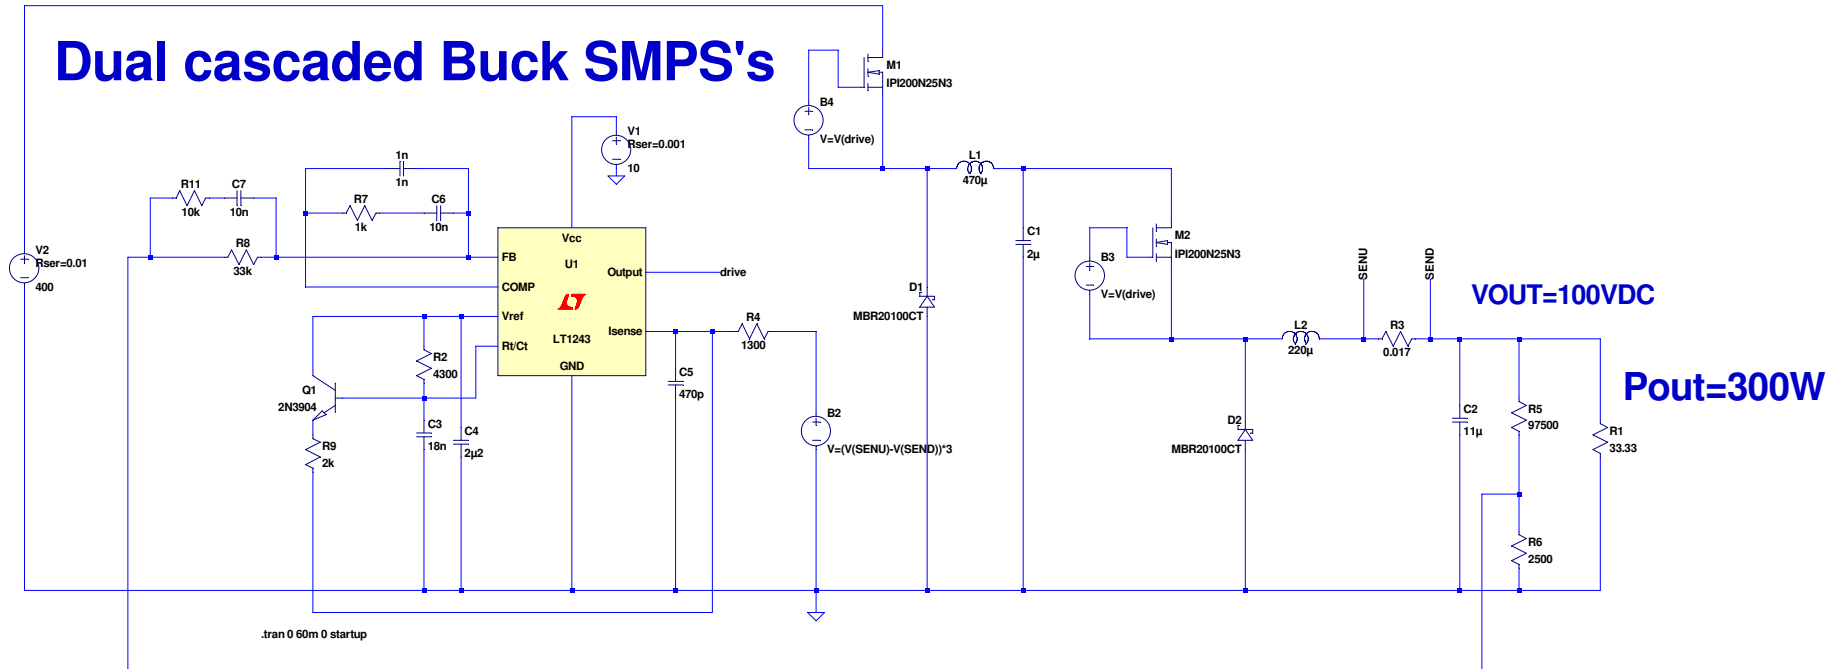 Dual cascaded Buck SMPS's
M1
IPI200N25N3
B4
V=V(drive)
V1
Rser=0.001
10
L1
470µ
1n
1n
R11
10k
C7
10n
R7
1k
C6
10n
R8
33k
V2
Rser=0.01
400
Vcc
FB
U1
Output
drive
COMP
Vref
Isense
LT1243
Rt/Ct
GND
R4
1300
R2
4300
Q1
2N3904
C5
470p
C3
18n
C4
2µ2
R9
2k
B2
V=(V(SENU)-V(SEND))*3
D1
MBR20100CT
C1
2µ
M2
IPI200N25N3
B3
V=V(drive)
SENU
SEND
VOUT=100VDC
L2
220µ
R3
0.017
Pout=300W
D2
MBR20100CT
C2
11µ
R5
97500
R1
33.33
R6
2500
.tran 0 60m 0 startup